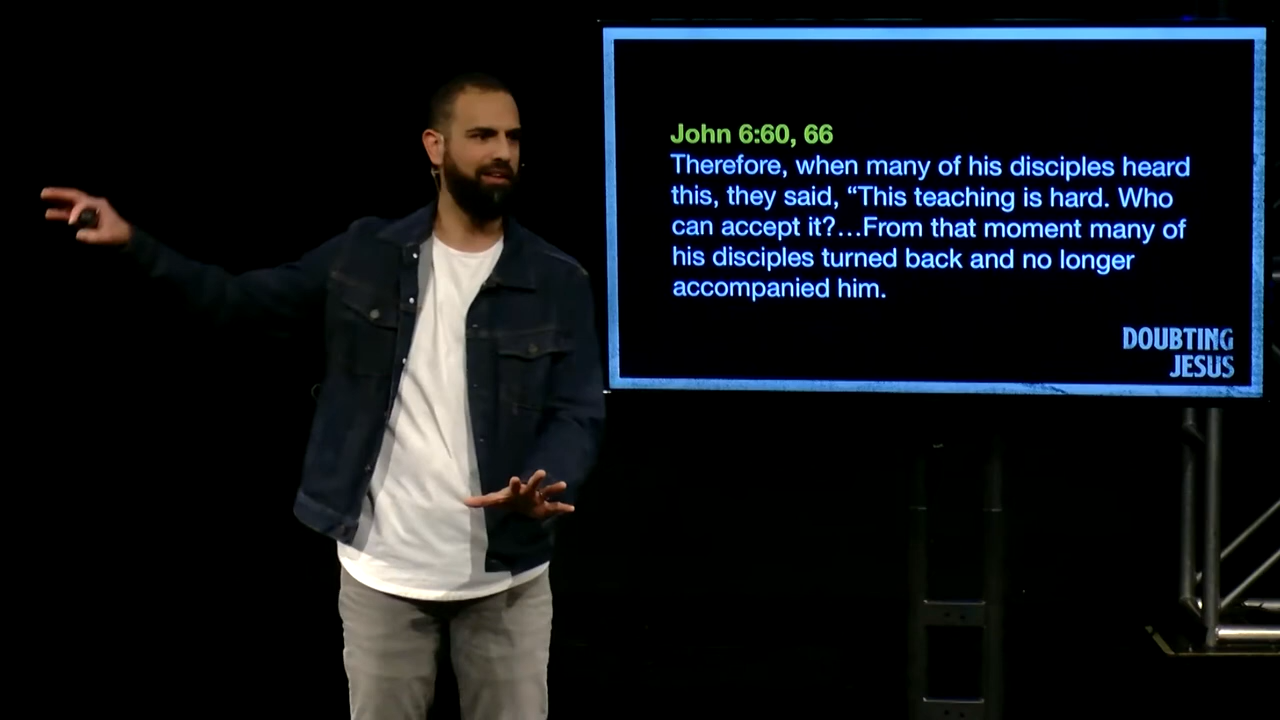 John 6:60, 66
Therefore, when many of his disciples heard
this, they said, “This teaching is hard. Who
can accept it?…From that moment many of
his disciples turned back and no longer
accompanied him.
DOUBTING
JESUS